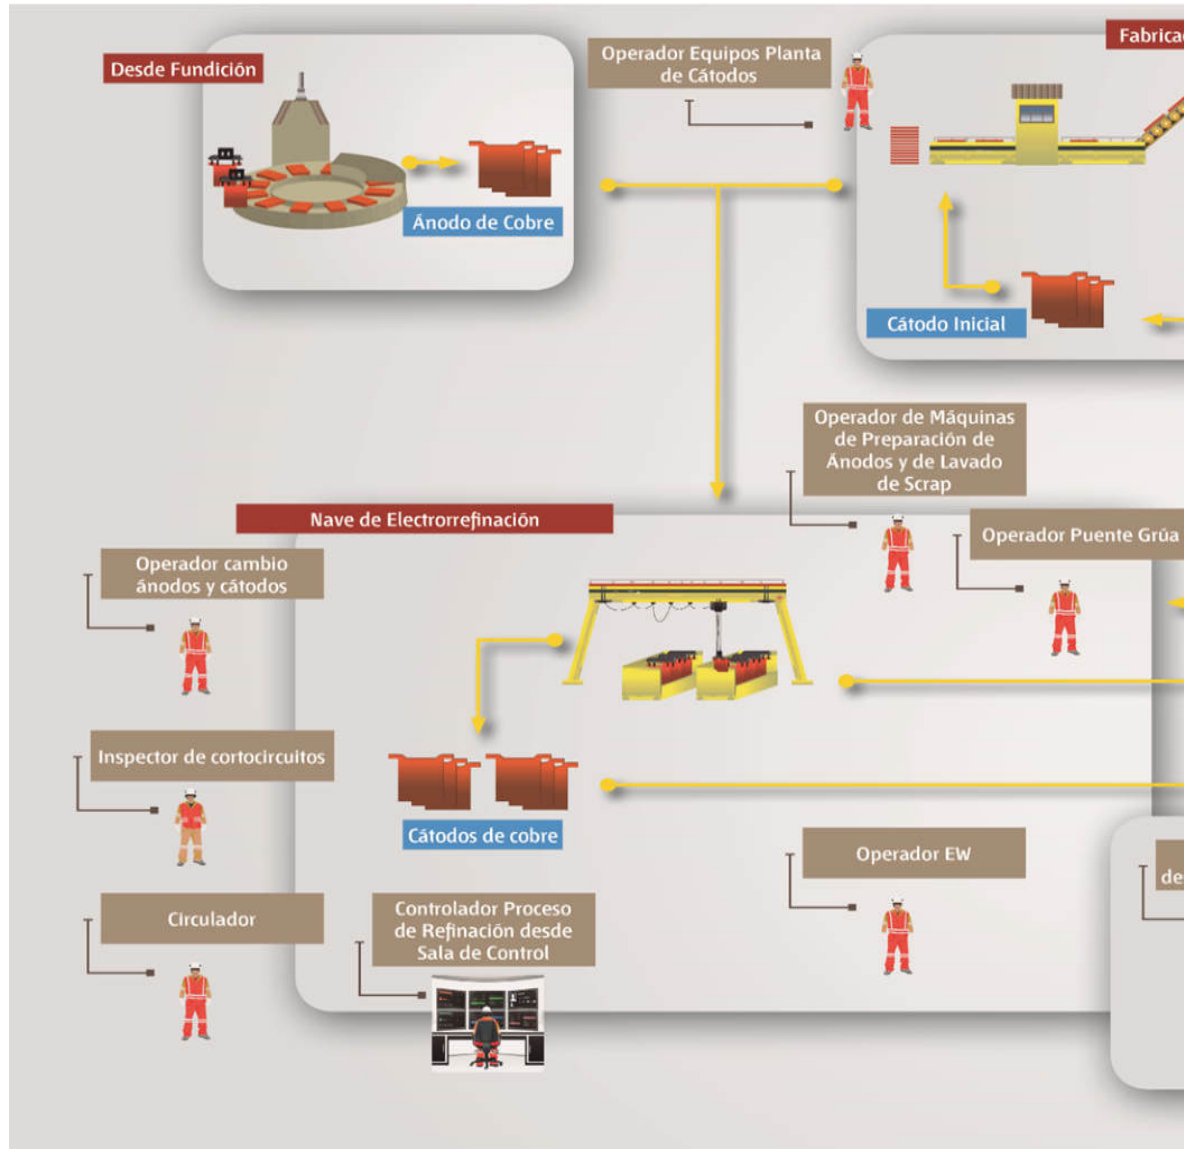 Desde Fundición
Ánodo de Cobre
Operador Equipos Planta
de Cátodos
Cátodo Inicial
Operador de Máquinas
de Preparación de
Ánodos y de Lavado
de Scrap
Operador Puente Grúa
Nave de Electrorrefinación
Operador cambio
ánodos y cátodos
Inspector de cortocircuitos
Cátodos de cobre
Operador EW
Circulador
Controlador Proceso
de Refinación desde
Sala de Control